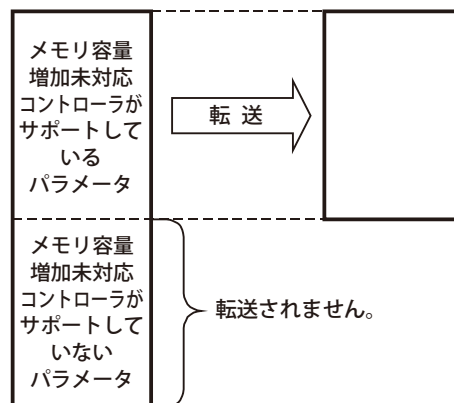 メモリ容量
増加未対応
コントローラが
サポートして
いる
パラメータ
転 送
メモリ容量
増加未対応
コントローラが
サポートして
いない
パラメータ
転送されません。